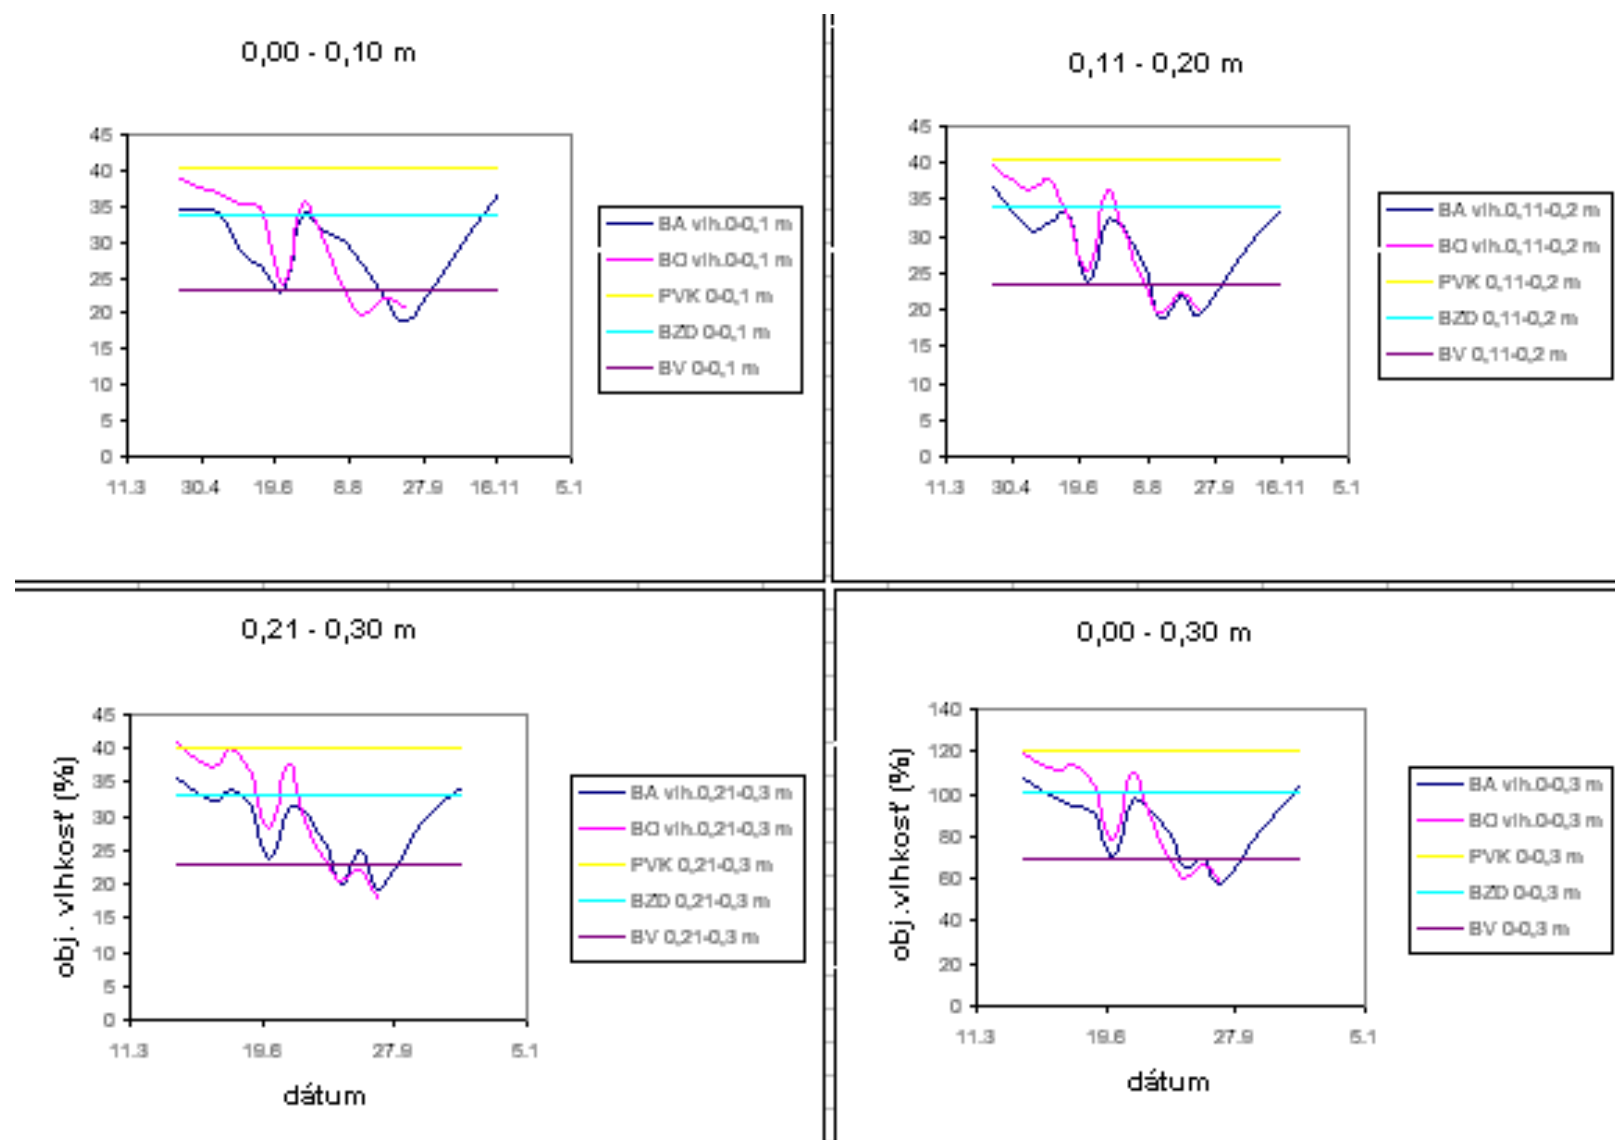 0,00 - 0,10 m
45
40
35
30
25
20
15
10
5
0
11.3 30.4 19.6 8.8 27.9 16.11 5.1
BA vlh.0-0,1 m
BO vlh.0-0,1 m
PVK 0-0,1 m
BZD 0-0,1 m
BV 0-0,1 m
0,11 - 0,20 m
45
40
35
30
25
20
15
10
5
0
11.3 30.4 19.6 8.8 27.9 16.11 5.1
BA vlh.0,11-0,2 m
BO vlh.0,11-0,2 m
PVK 0,11-0,2 m
BZD 0,11-0,2 m
BV 0,11-0,2 m
0,21 - 0,30 m
obj. vlhkosť (%)
45
40
35
30
25
20
15
10
5
0
11.3 19.6 27.9 5.1
dátum
BA vlh.0,21-0,3 m
BO vlh.0,21-0,3 m
PVK 0,21-0,3 m
BZD 0,21-0,3 m
BV 0,21-0,3 m
0,00 - 0,30 m
obj.vlhkosť (%)
140
120
100
80
60
40
20
0
11.3 19.6 27.9 5.1
dátum
BA vlh.0-0,3 m
BO vlh.0-0,3 m
PVK 0-0,3 m
BZD 0-0,3 m
BV 0-0,3 m